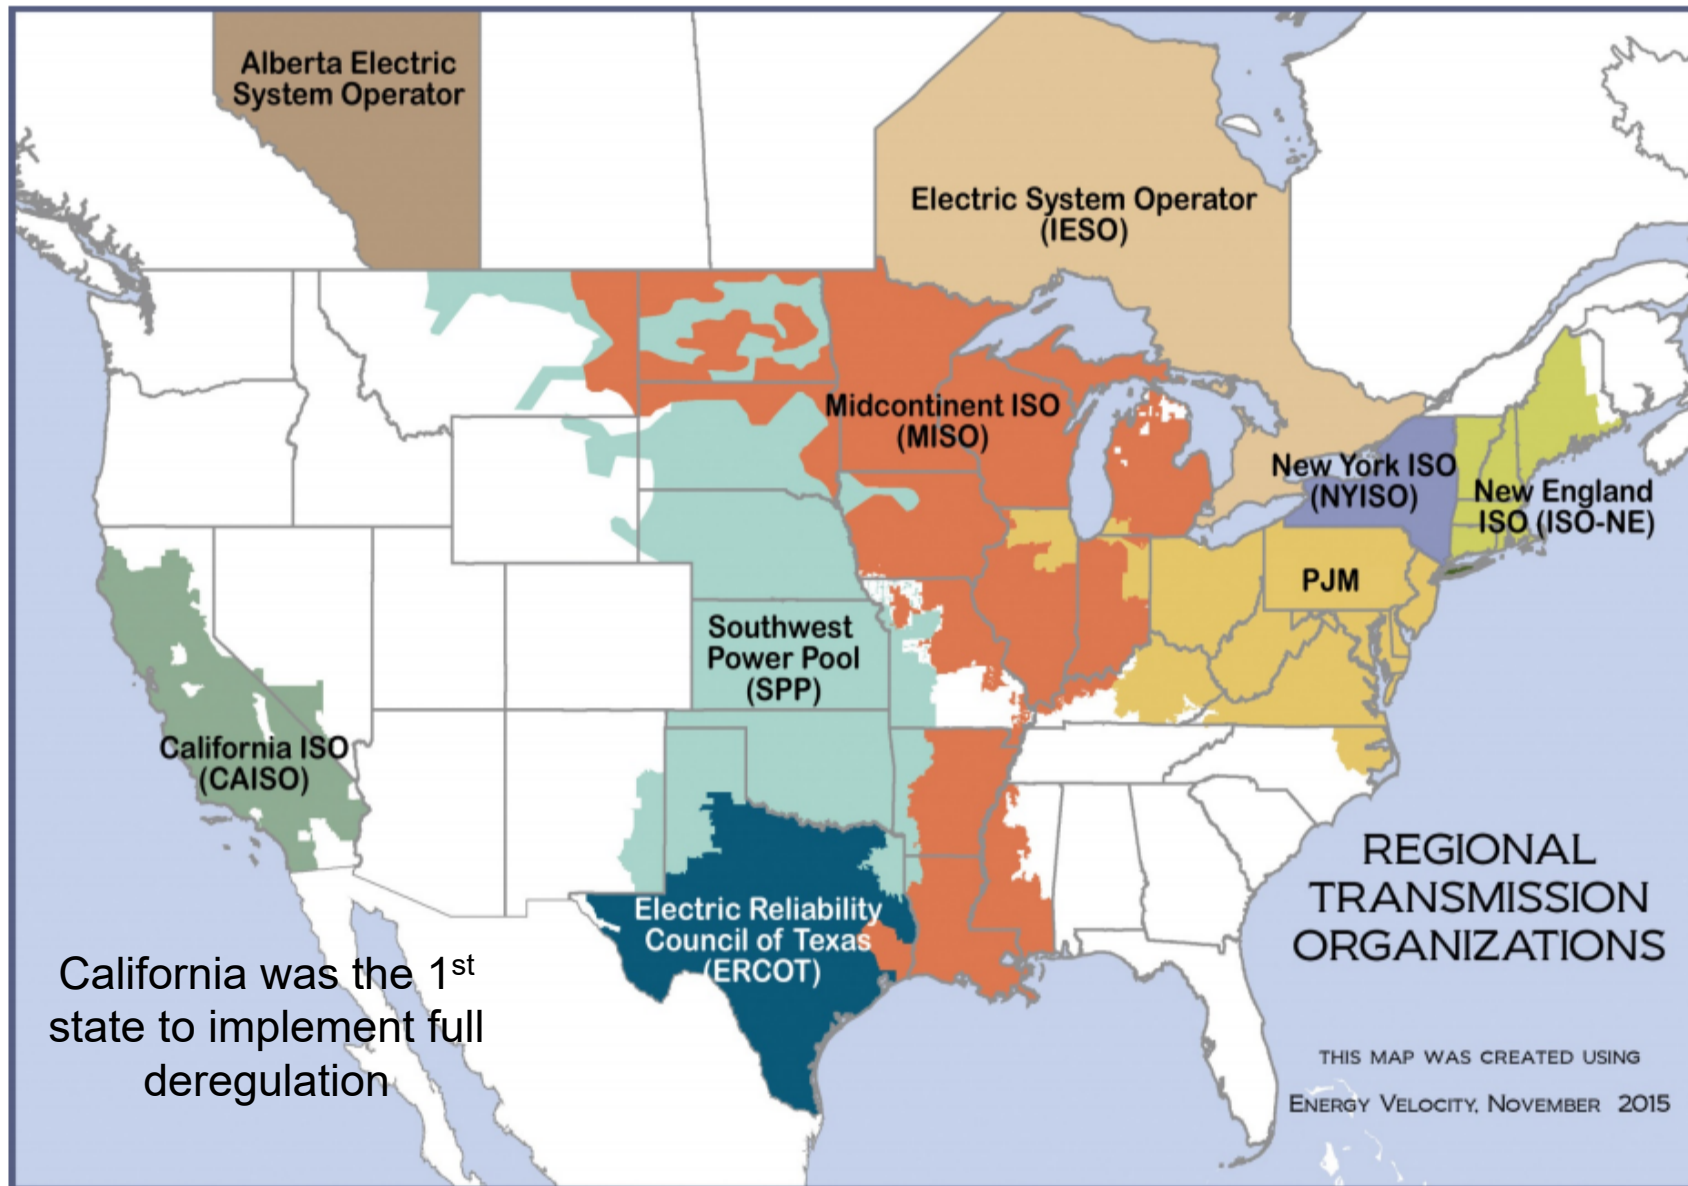 Alberta Electric
System Operator
Electric System Operator
(IESO)
Midcontinent ISO
(MISO)
New York ISO
(NYISO)
New England
ISO (ISO-NE)
PJM
Southwest
Power Pool
(SPP)
California ISO
(CAISO)
Electric Reliability
Council of Texas
(ERCOT)
REGIONAL
TRANSMISSION
ORGANIZATIONS
California was the 1st
state to implement full
deregulation
THIS MAP WAS CREATED USING
ENERGY VELOCITY, NOVEMBER 2015